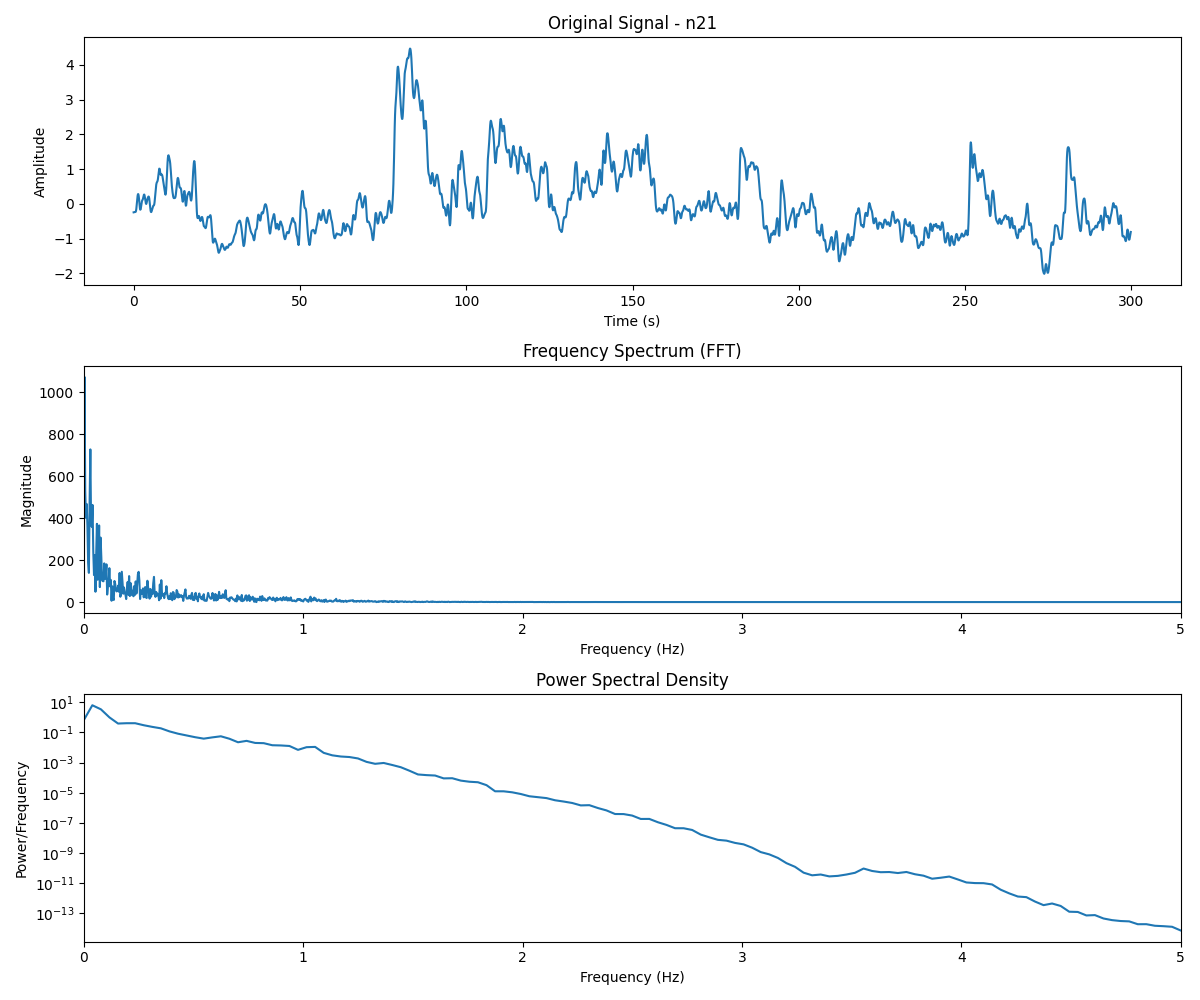 Original Signal - n21
Amplitude
4
3
2
1
0
−1
−2
0 50 100 150 200 250 300
Time (s)
Frequency Spectrum (FFT)
Magnitude
1000
800
600
400
200
0
0 1 2 3 4 5
Frequency (Hz)
Power Spectral Density
Power/Frequency
10^1
10^−1
10^−3
10^−5
10^−7
10^−9
10^−11
10^−13
0 1 2 3 4 5
Frequency (Hz)